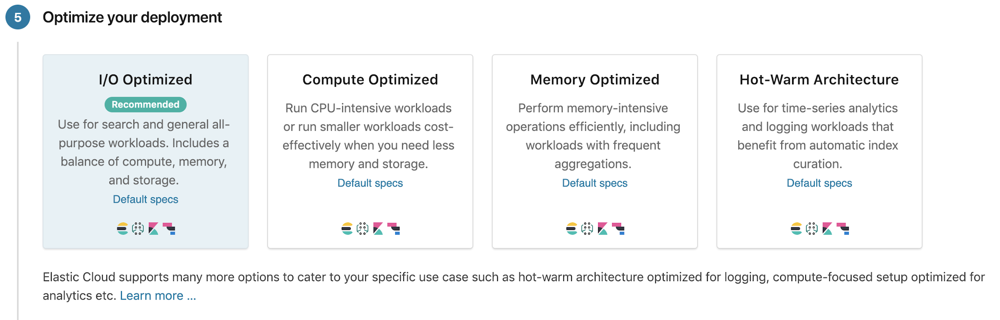 5
Optimize your deployment
I/O Optimized
Recommended
Use for search and general all-
purpose workloads. Includes a
balance of compute, memory,
and storage.
Default specs
Compute Optimized
Run CPU-intensive workloads
or run smaller workloads cost-
effectively when you need less
memory and storage.
Default specs
Memory Optimized
Perform memory-intensive
operations efficiently, including
workloads with frequent
aggregations.
Default specs
Hot-Warm Architecture
Use for time-series analytics
and logging workloads that
benefit from automatic index
curation.
Default specs
Elastic Cloud supports many more options to cater to your specific use case such as hot-warm architecture optimized for logging, compute-focused setup optimized for
analytics etc. Learn more ...